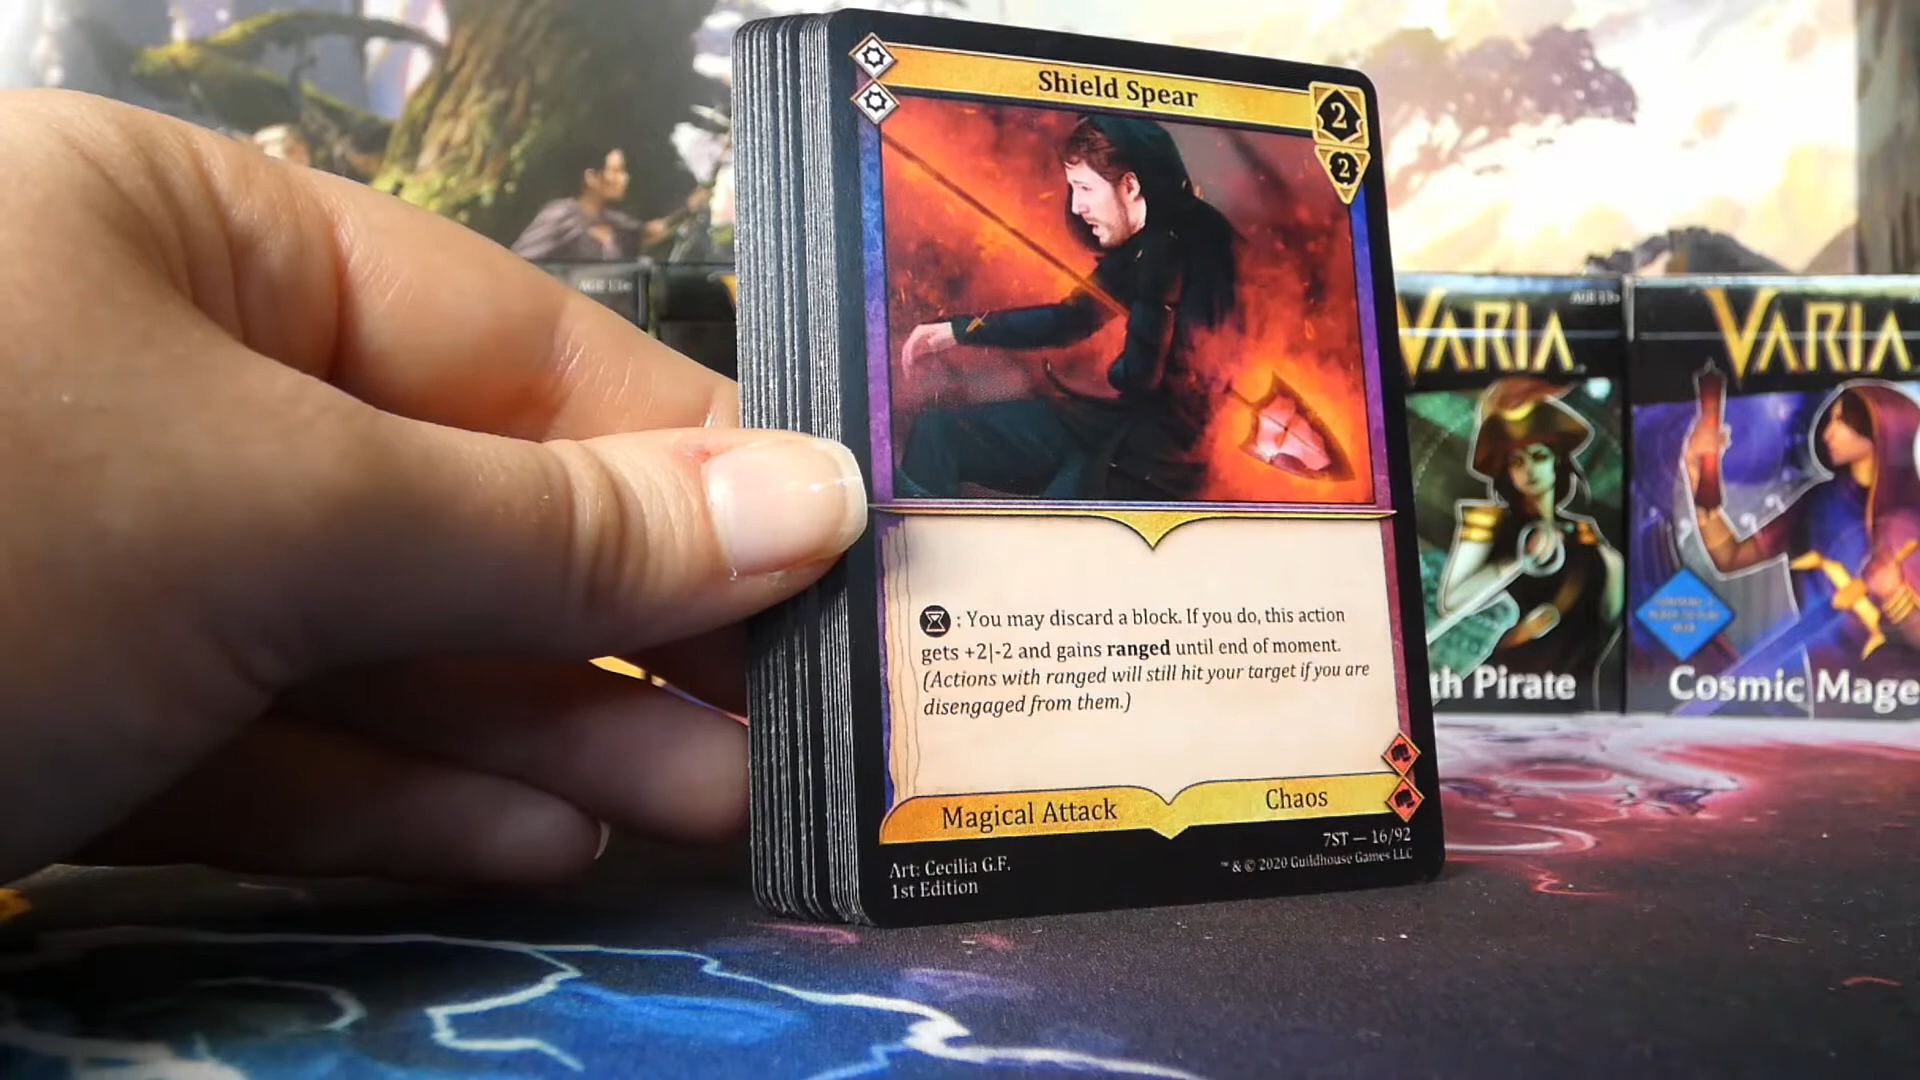 Shield Spear
2
2
: You may discard a block. If you do, this action
gets +2|-2 and gains ranged until end of moment.
(Actions with ranged will still hit your target if you are
disengaged from them.)
Magical Attack
Chaos
7ST — 16/92
Art: Cecilia G.F.
1st Edition
™ & © 2020 Guildhouse Games LLC
AGE 13+
VARIA
th Pirate
VARIA
Cosmic Mage